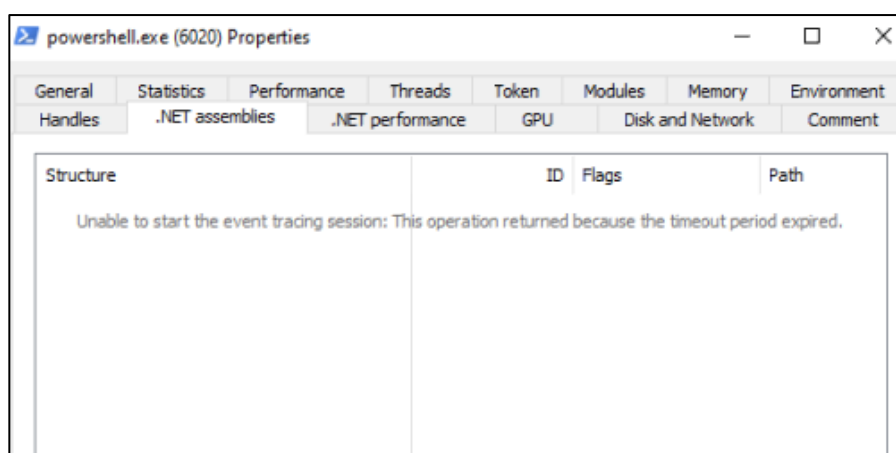 powershell.exe (6020) Properties
General Statistics Performance Threads Token Modules Memory Environment
Handles .NET assemblies .NET performance GPU Disk and Network Comment
Structure ID Flags Path
Unable to start the event tracing session: This operation returned because the timeout period expired.